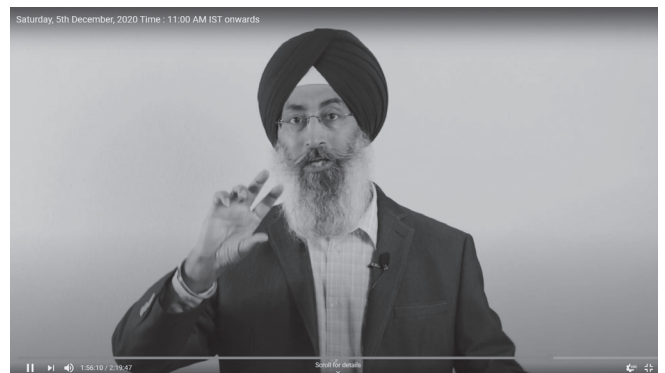 Saturday, 5th December, 2020 Time : 11:00 AM IST onwards
1:56:10 / 2:19:47
Scroll for details